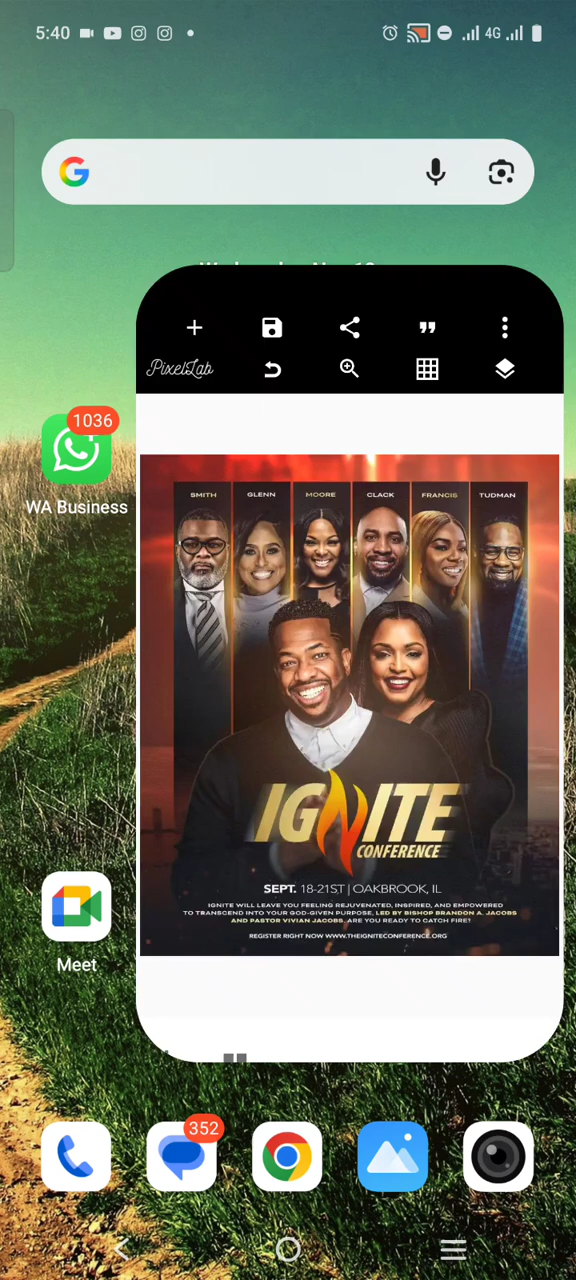 5:40
4G
PixelLab
1036
WA Business
SMITH GLENN MOORE CLACK FRANCIS TUDMAN
IGNITE
CONFERENCE
SEPT. 18-21ST | OAKBROOK, IL
IGNITE WILL LEAVE YOU FEELING REJUVENATED, INSPIRED, AND EMPOWERED
TO TRANSCEND INTO YOUR GOD-GIVEN PURPOSE, LED BY BISHOP BRANDON A. JACOBS
AND PASTOR VIVIAN JACOBS. ARE YOU READY TO CATCH FIRE?
REGISTER RIGHT NOW WWW.THEIGNITECONFERENCE.ORG
Meet
352